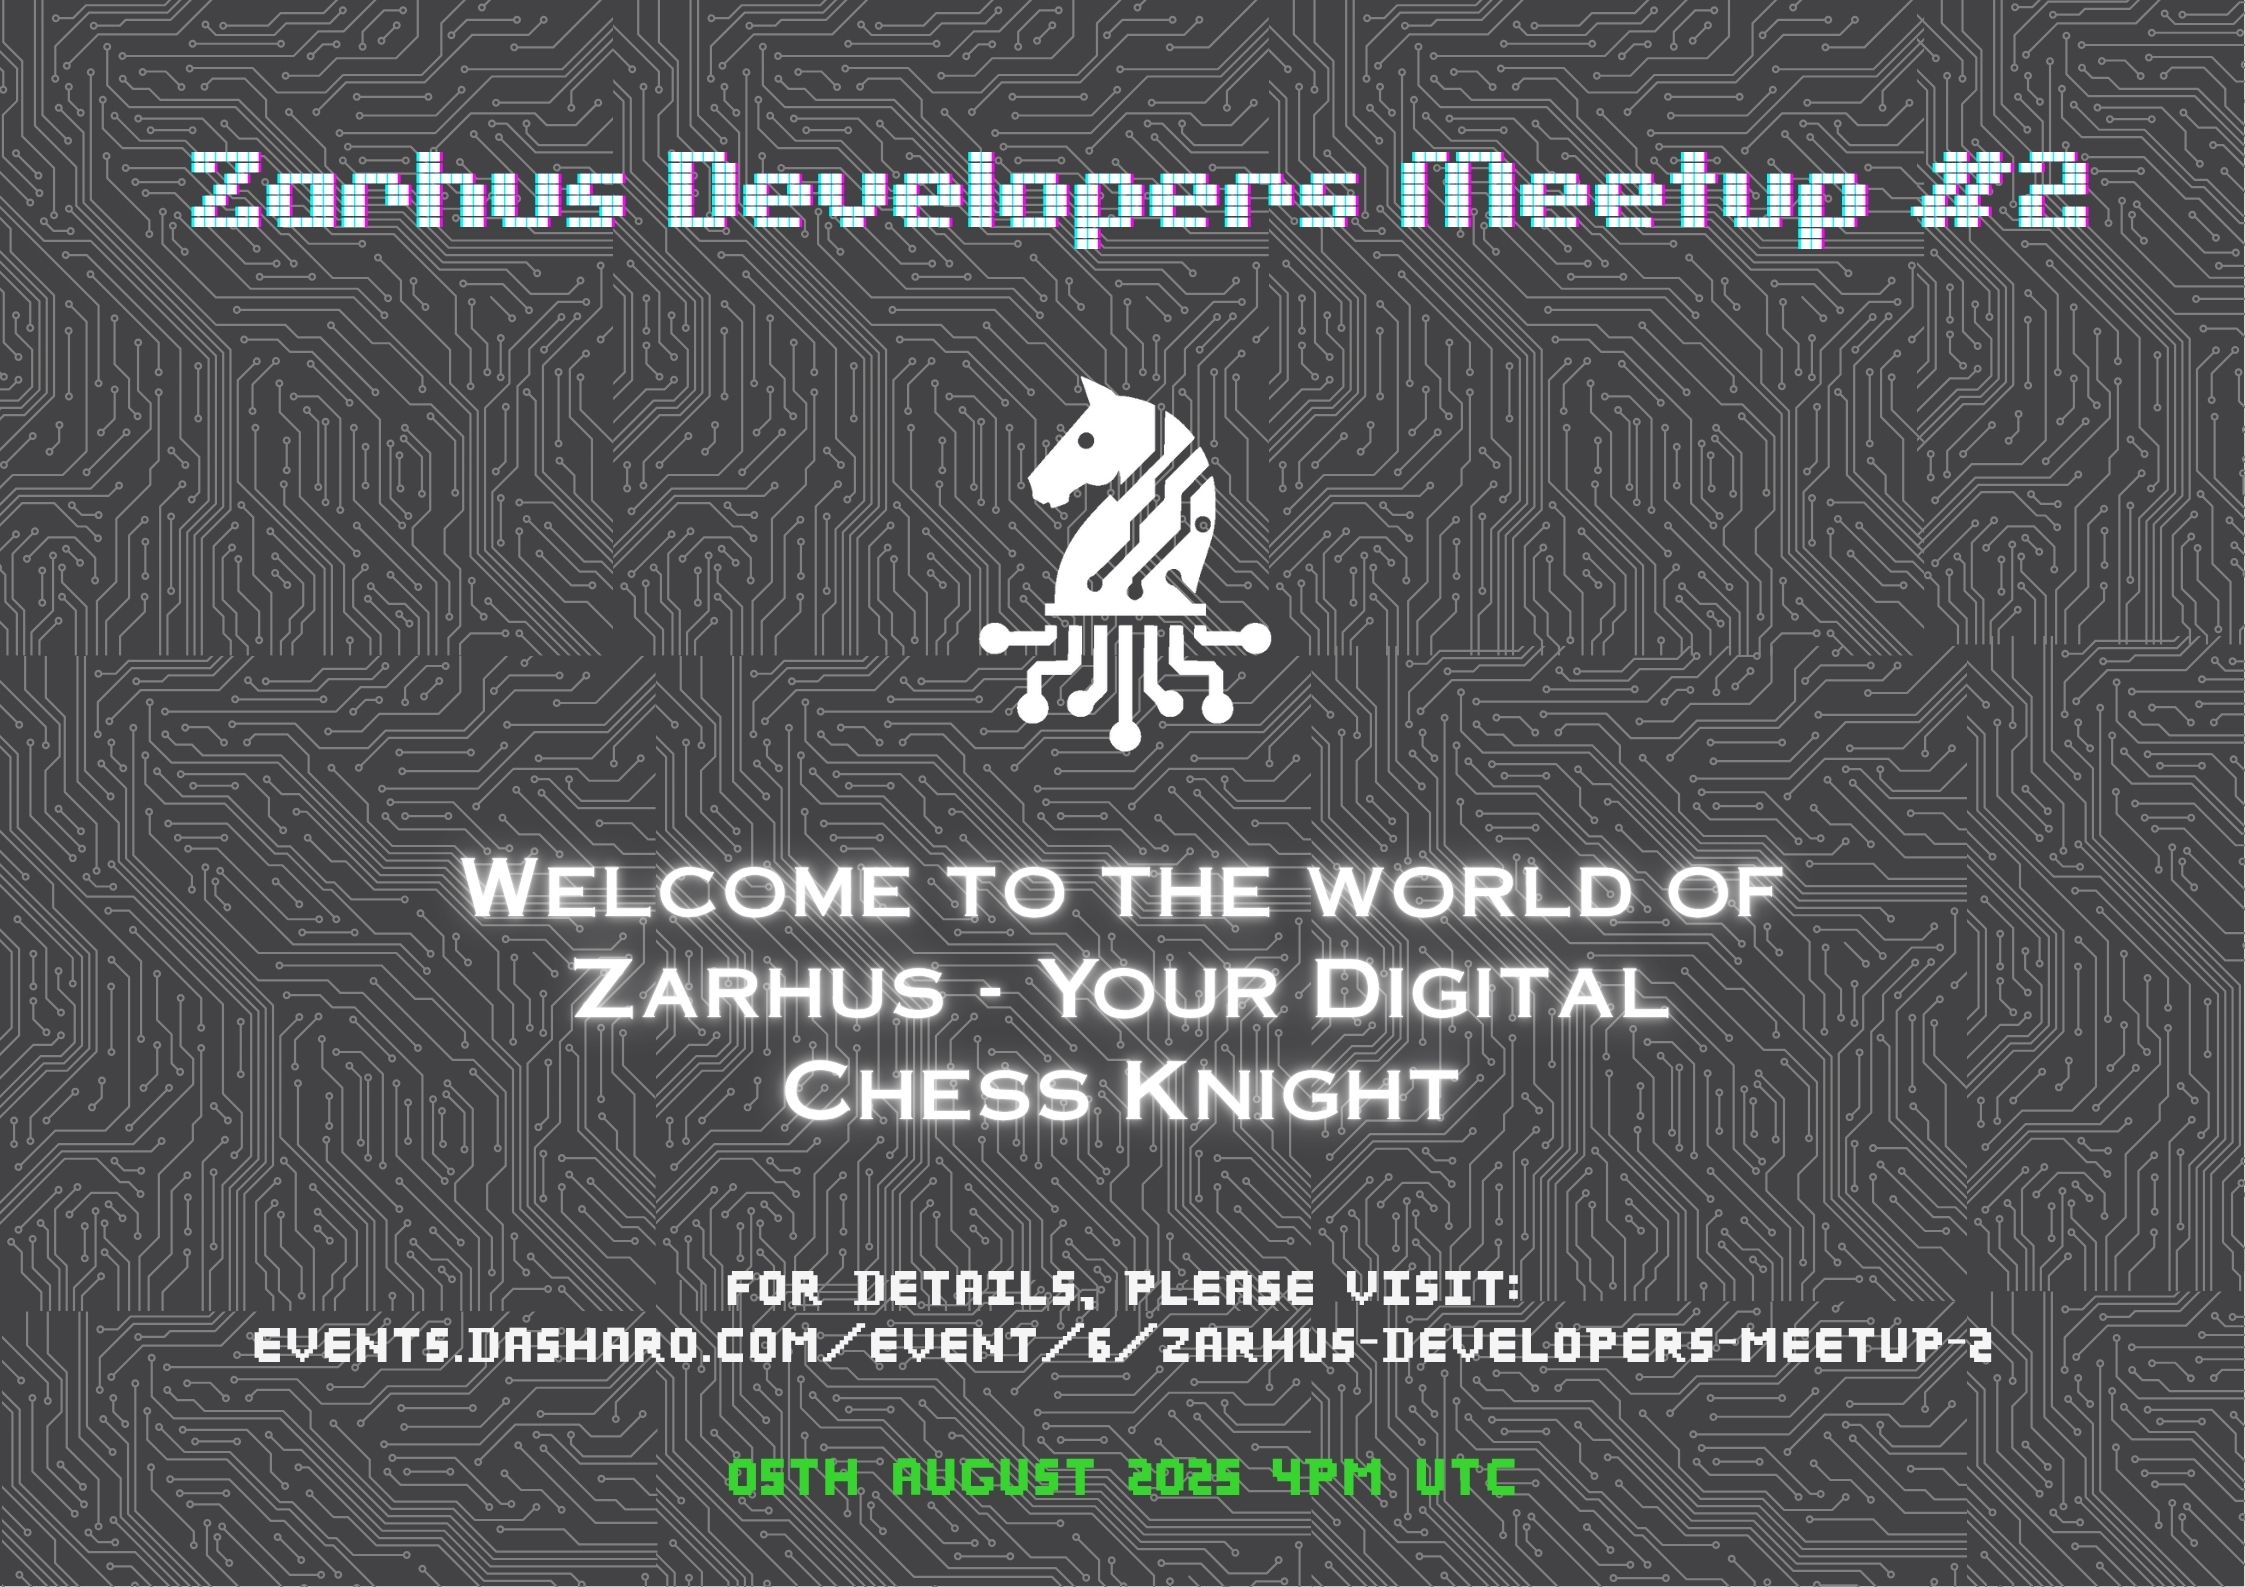 Zarhus Developers Meetup #2
Welcome to the world of
Zarhus - Your Digital
Chess Knight
FOR DETAILS, PLEASE VISIT:
EVENTS.DASHARO.COM/EVENT/6/ZARHUS-DEVELOPERS-MEETUP-2
05TH AUGUST 2025 4PM UTC